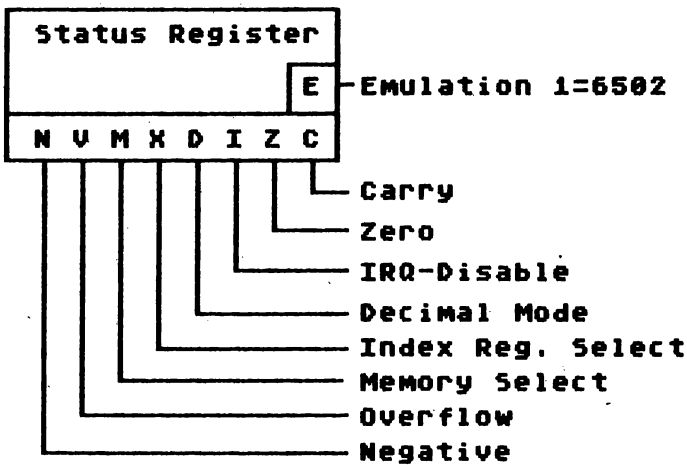 Status Register
E Emulation 1=6502
N V M X D I Z C
Carry
Zero
IRQ-Disable
Decimal Mode
Index Reg. Select
Memory Select
Overflow
Negative